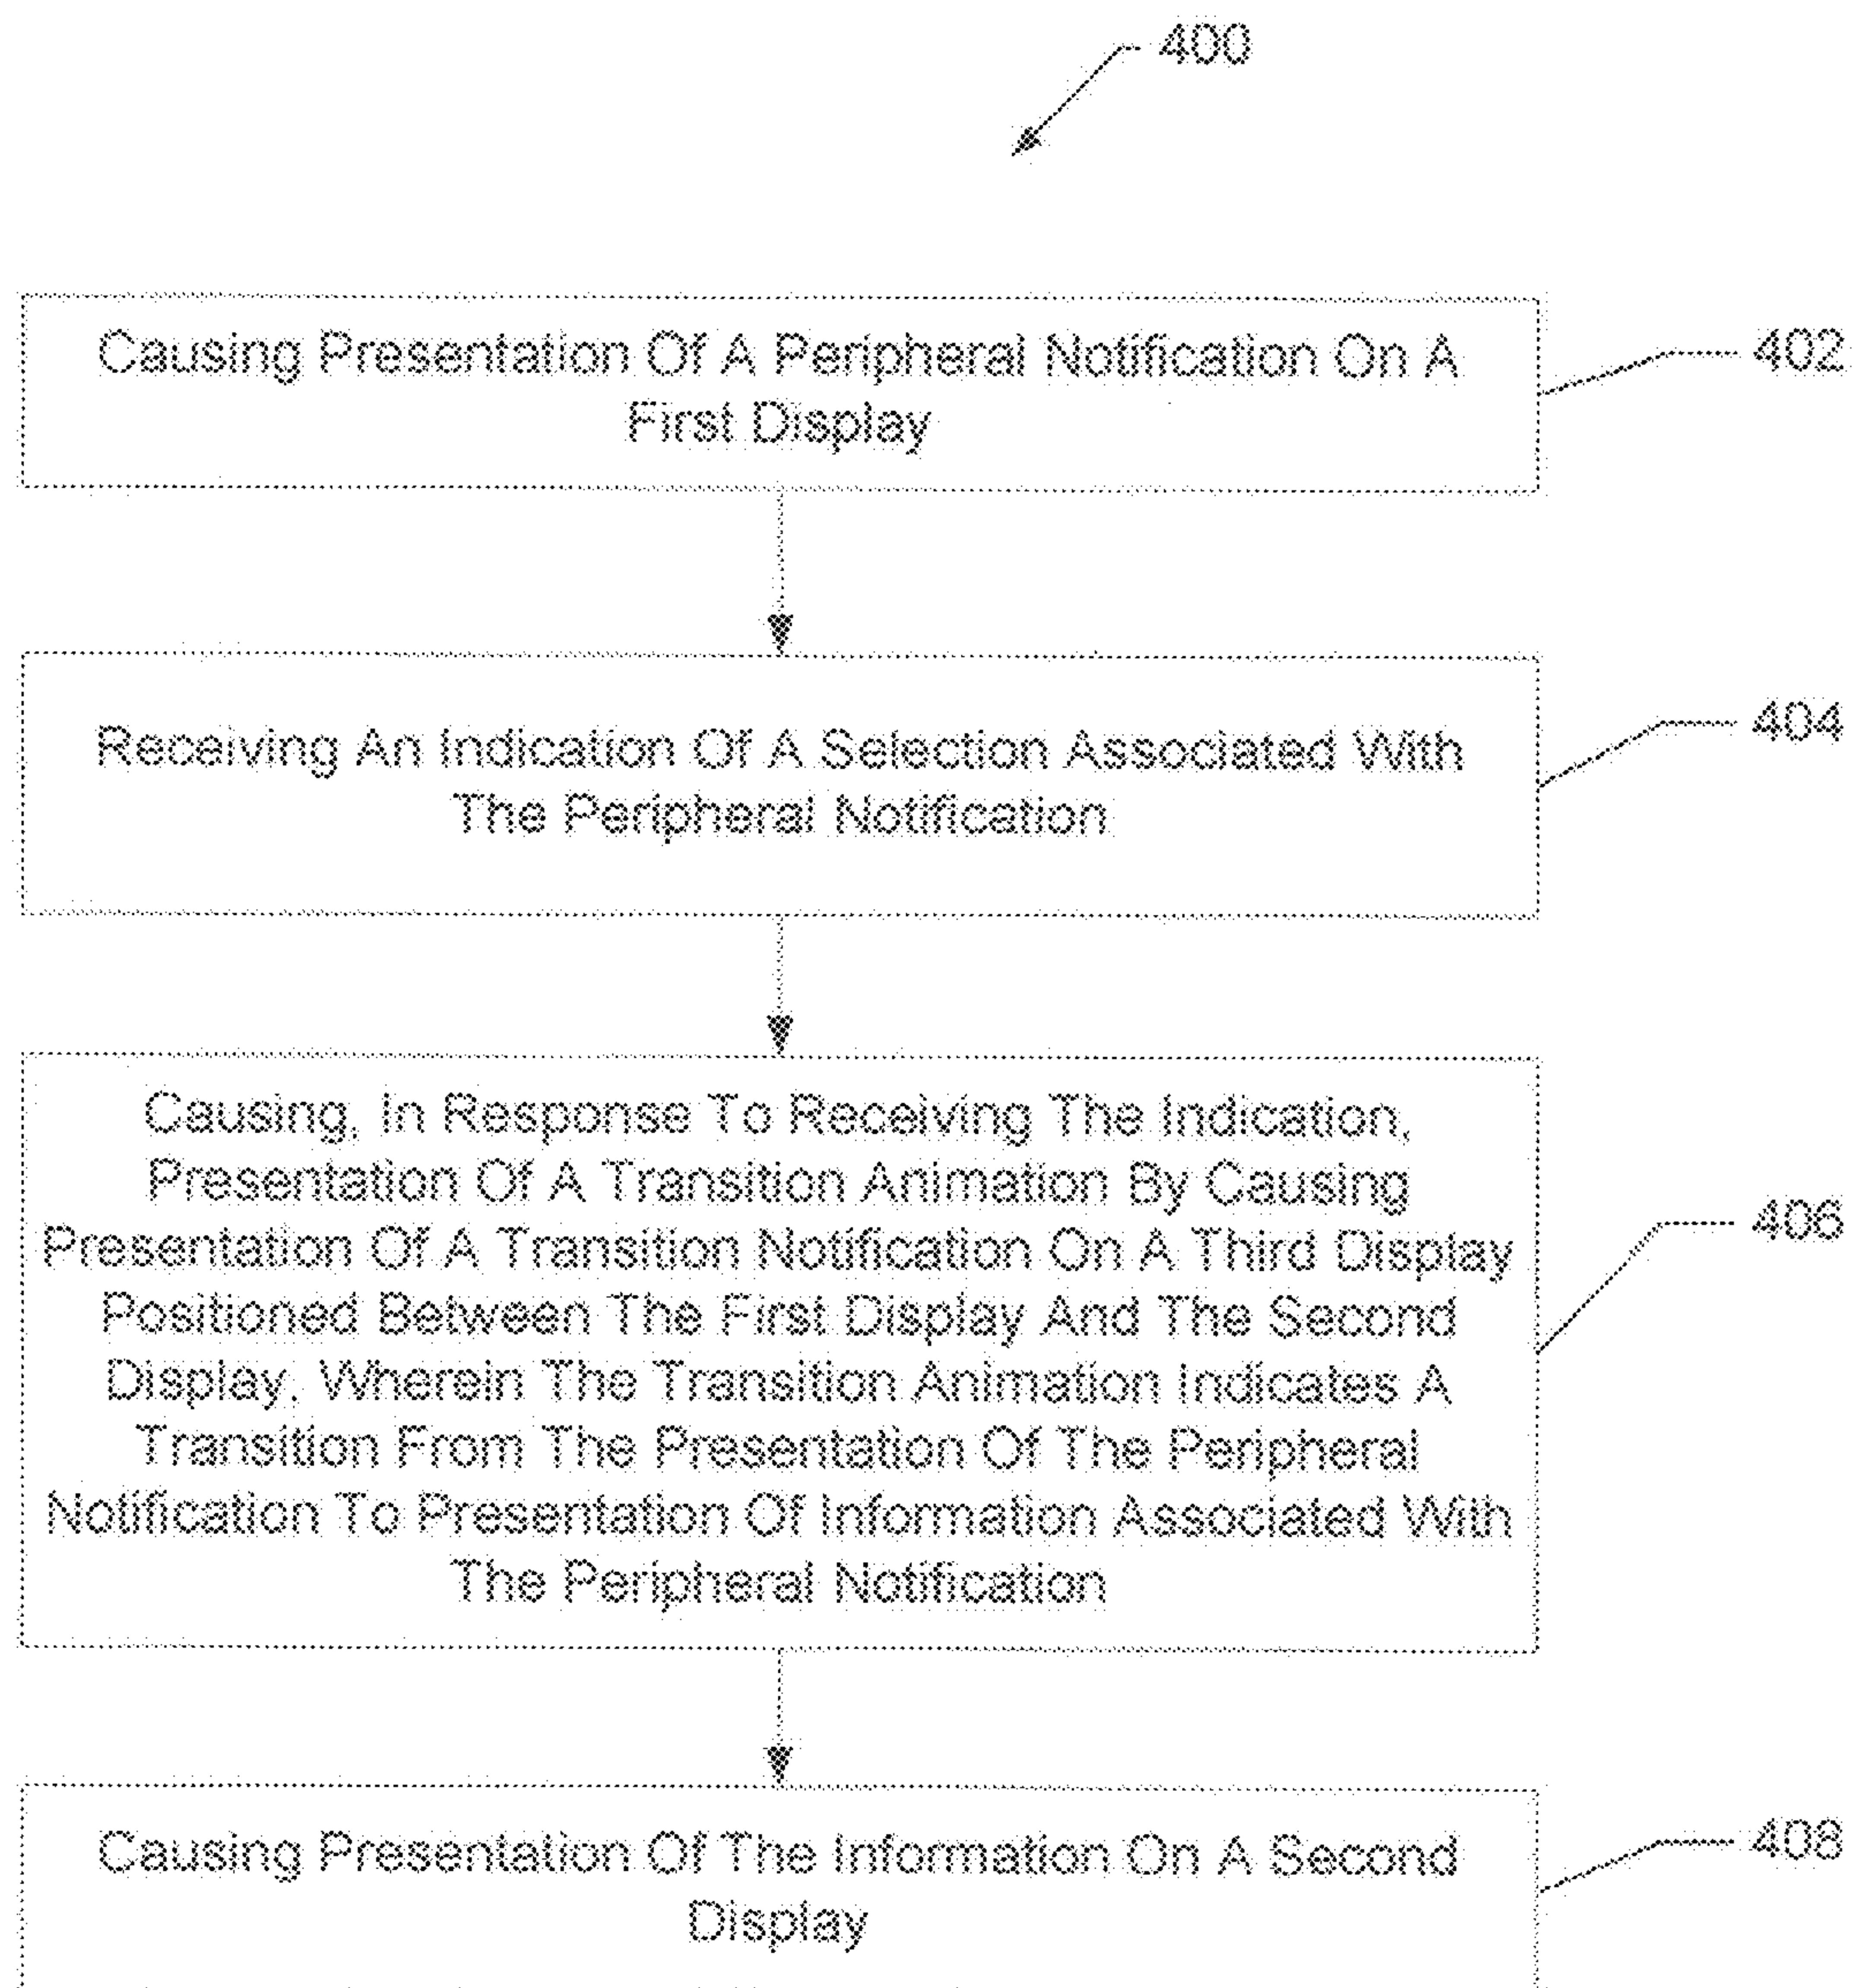 400
Causing Presentation Of A Peripheral Notification On A
First Display
402
Receiving An Indication Of A Selection Associated With
The Peripheral Notification
404
Causing, In Response To Receiving The Indication,
Presentation Of A Transition Animation By Causing
Presentation Of A Transition Notification On A Third Display
Positioned Between The First Display And The Second
Display, Wherein The Transition Animation Indicates A
Transition From The Presentation Of The Peripheral
Notification To Presentation Of Information Associated With
The Peripheral Notification
406
Causing Presentation Of The Information On A Second
Display
408